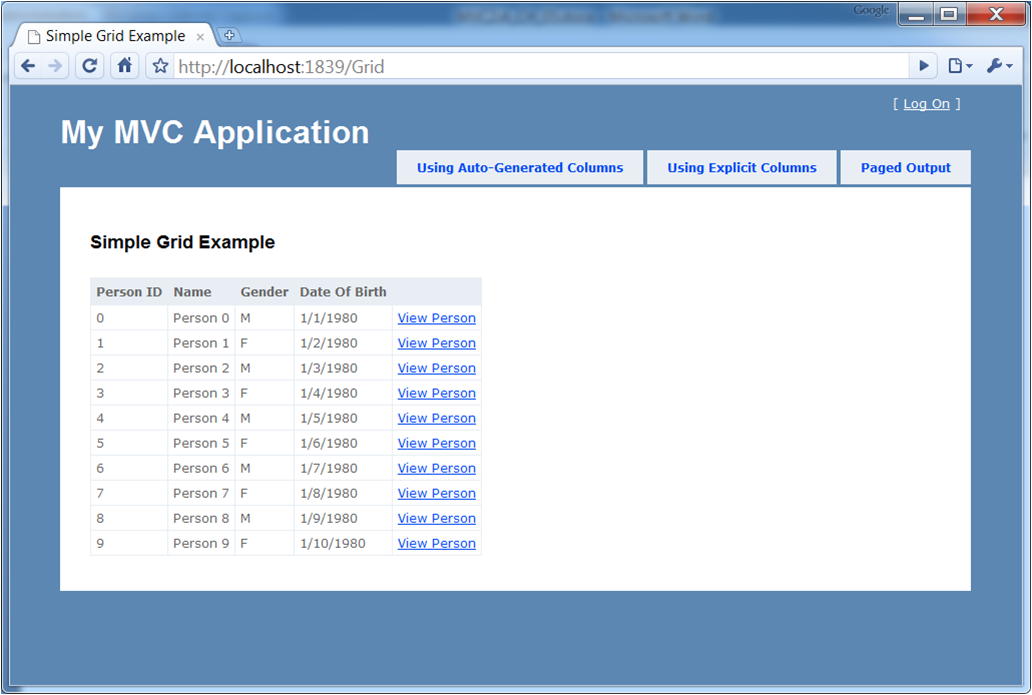 Google
Simple Grid Example
http://localhost:1839/Grid
[ Log On ]
My MVC Application
Using Auto-Generated Columns Using Explicit Columns Paged Output
Simple Grid Example
Person ID Name Gender Date Of Birth
0 Person 0 M 1/1/1980 View Person
1 Person 1 F 1/2/1980 View Person
2 Person 2 M 1/3/1980 View Person
3 Person 3 F 1/4/1980 View Person
4 Person 4 M 1/5/1980 View Person
5 Person 5 F 1/6/1980 View Person
6 Person 6 M 1/7/1980 View Person
7 Person 7 F 1/8/1980 View Person
8 Person 8 M 1/9/1980 View Person
9 Person 9 F 1/10/1980 View Person